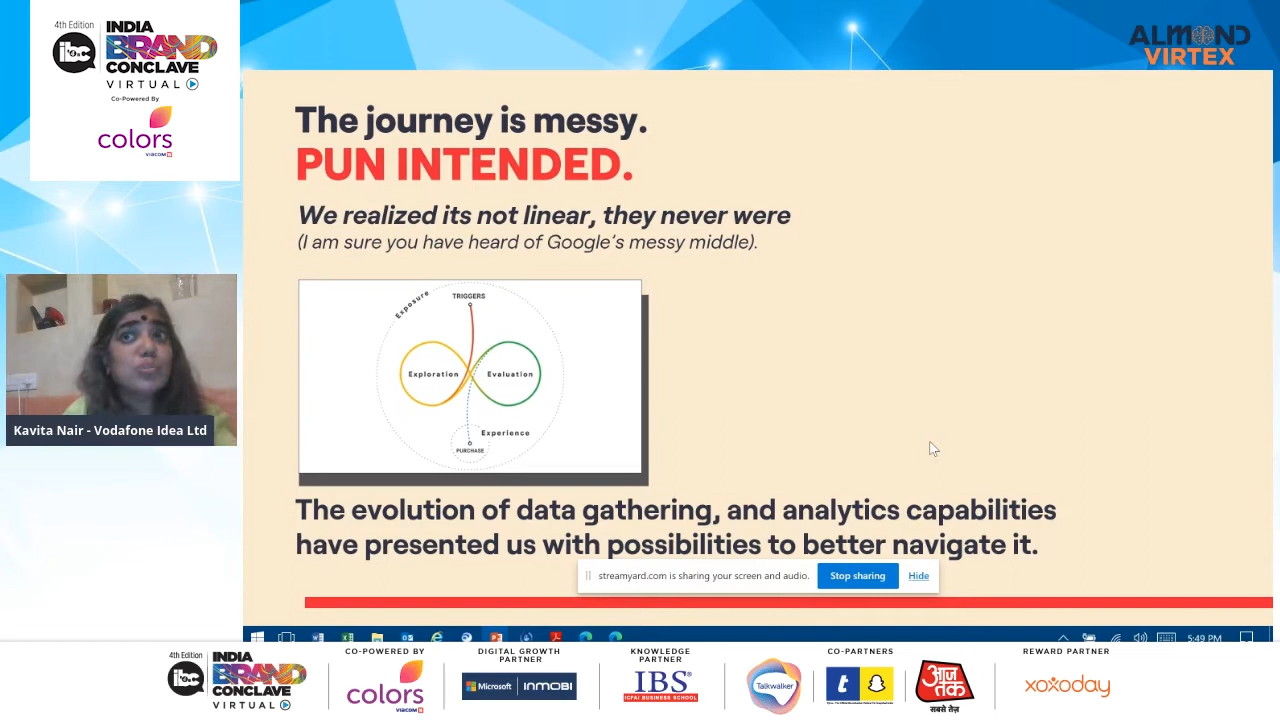 4th Edition
ibc
INDIA
BRAND
CONCLAVE
VIRTUAL
Co-Powered By
colors
VIACOM18
ALMOND
VIRTEX
The journey is messy.
PUN INTENDED.
We realized its not linear, they never were
(I am sure you have heard of Google's messy middle).
Exposure
TRIGGERS
Exploration
Evaluation
Experience
PURCHASE
The evolution of data gathering, and analytics capabilities
have presented us with possibilities to better navigate it.
Kavita Nair - Vodafone Idea Ltd
streamyard.com is sharing your screen and audio.
Stop sharing
Hide
5:49 PM
4th Edition
ibc
INDIA
BRAND
CONCLAVE
VIRTUAL
CO-POWERED BY
colors
VIACOM18
DIGITAL GROWTH
PARTNER
Microsoft
INMOBI
KNOWLEDGE
PARTNER
IBS®
ICFAI BUSINESS SCHOOL
CO-PARTNERS
Talkwalker
t
आज
तक
सबसे तेज़
REWARD PARTNER
xoxoday